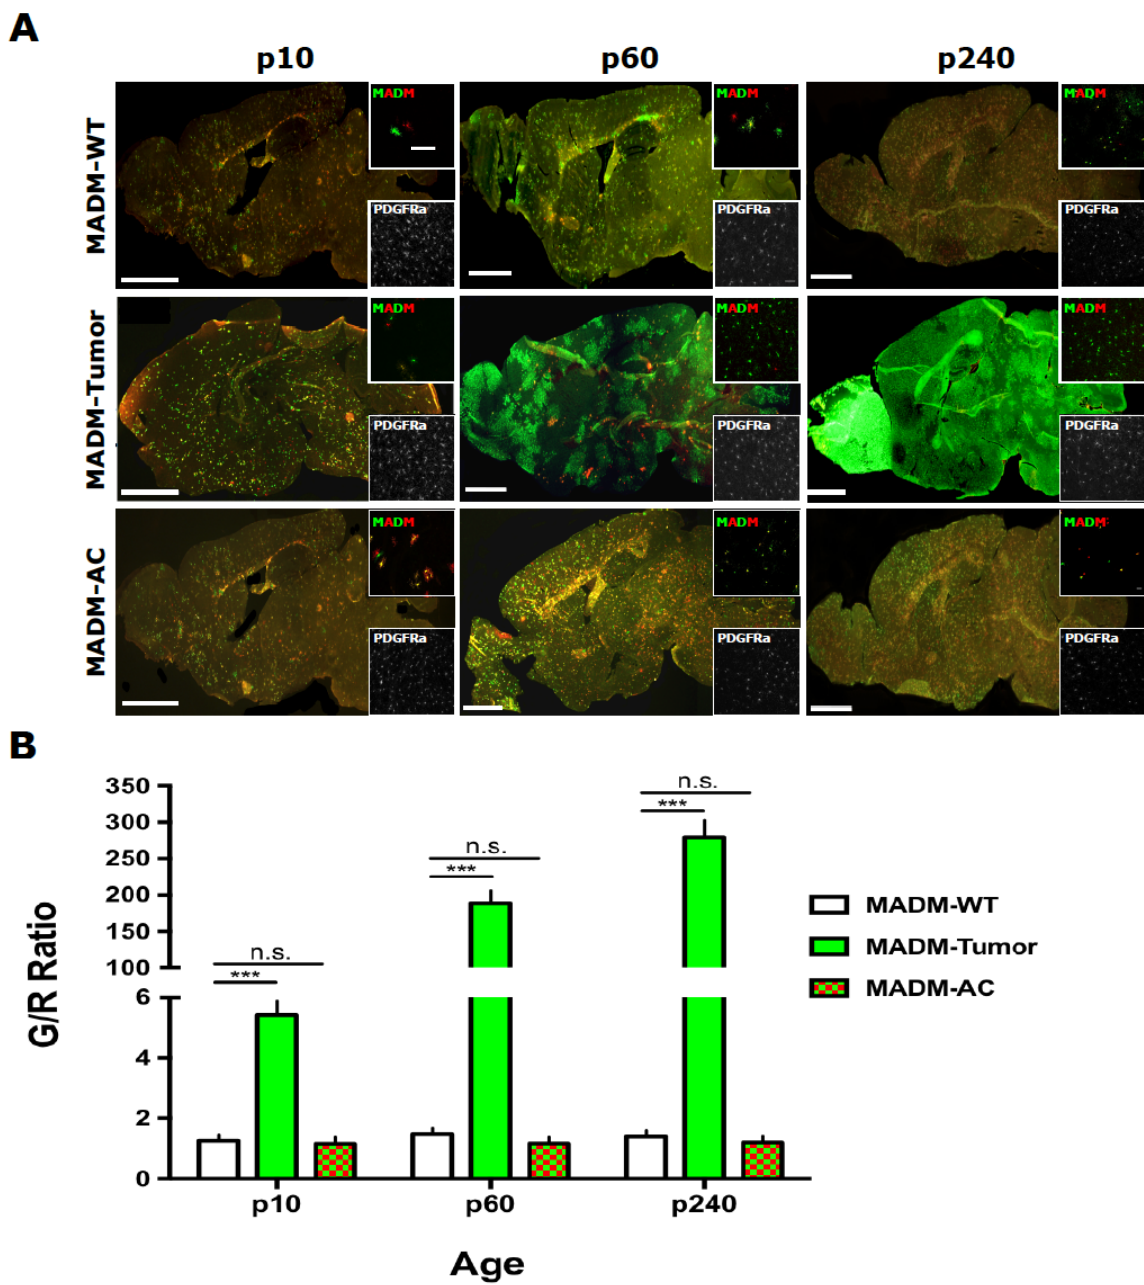 A
p10 p60 p240
MADM-WT
MADM MADM MADM
PDGFRa PDGFRa PDGFRa
MADM-Tumor
MADM MADM MADM
PDGFRa PDGFRa PDGFRa
MADM-AC
MADM MADM MADM
PDGFRa PDGFRa PDGFRa
B
G/R Ratio
350
300
250
200
150
100
6
4
2
0
n.s.
***
n.s.
***
n.s.
***
MADM-WT
MADM-Tumor
MADM-AC
p10 p60 p240
Age